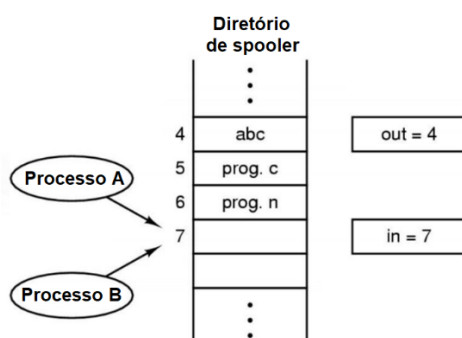 Diretório
de spooler
4 abc out = 4
5 prog. c
Processo A
6 prog. n
7 in = 7
Processo B